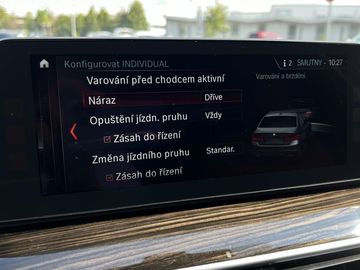 Konfigurovat INDIVIDUAL
2 SMUTNY 10:27
Varování před chodcem aktivní
Náraz Dříve
Opuštění jízdn. pruhu Vždy
Zásah do řízení
Změna jízdního pruhu Standar.
Zásah do řízení
Varování a brzdění.